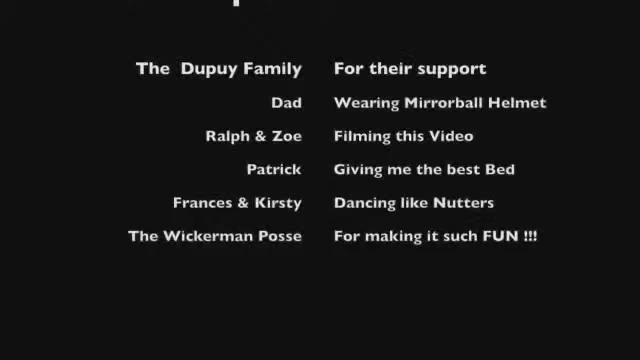 The Dupuy Family For their support
Dad Wearing Mirrorball Helmet
Ralph & Zoe Filming this Video
Patrick Giving me the best Bed
Frances & Kirsty Dancing like Nutters
The Wickerman Posse For making it such FUN !!!